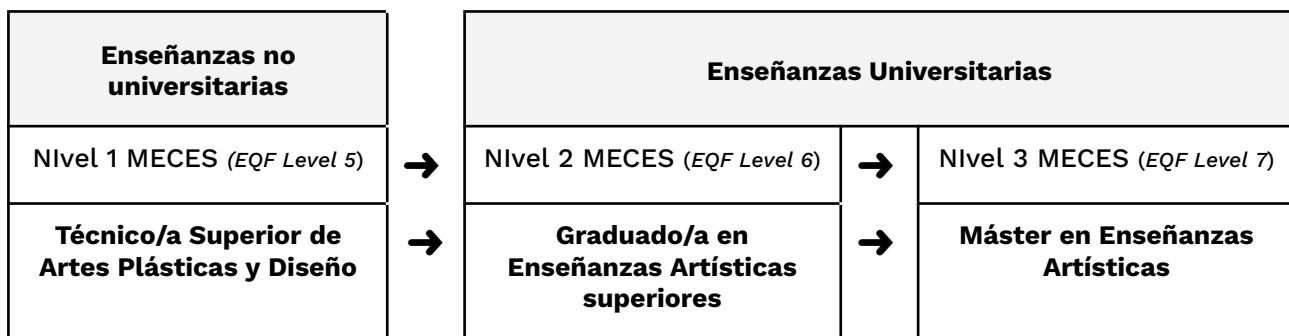 Enseñanzas no
universitarias
Enseñanzas Universitarias
NIvel 1 MECES (EQF Level 5)
➜
NIvel 2 MECES (EQF Level 6)
➜
NIvel 3 MECES (EQF Level 7)
Técnico/a Superior de
Artes Plásticas y Diseño
➜
Graduado/a en
Enseñanzas Artísticas
superiores
➜
Máster en Enseñanzas
Artísticas